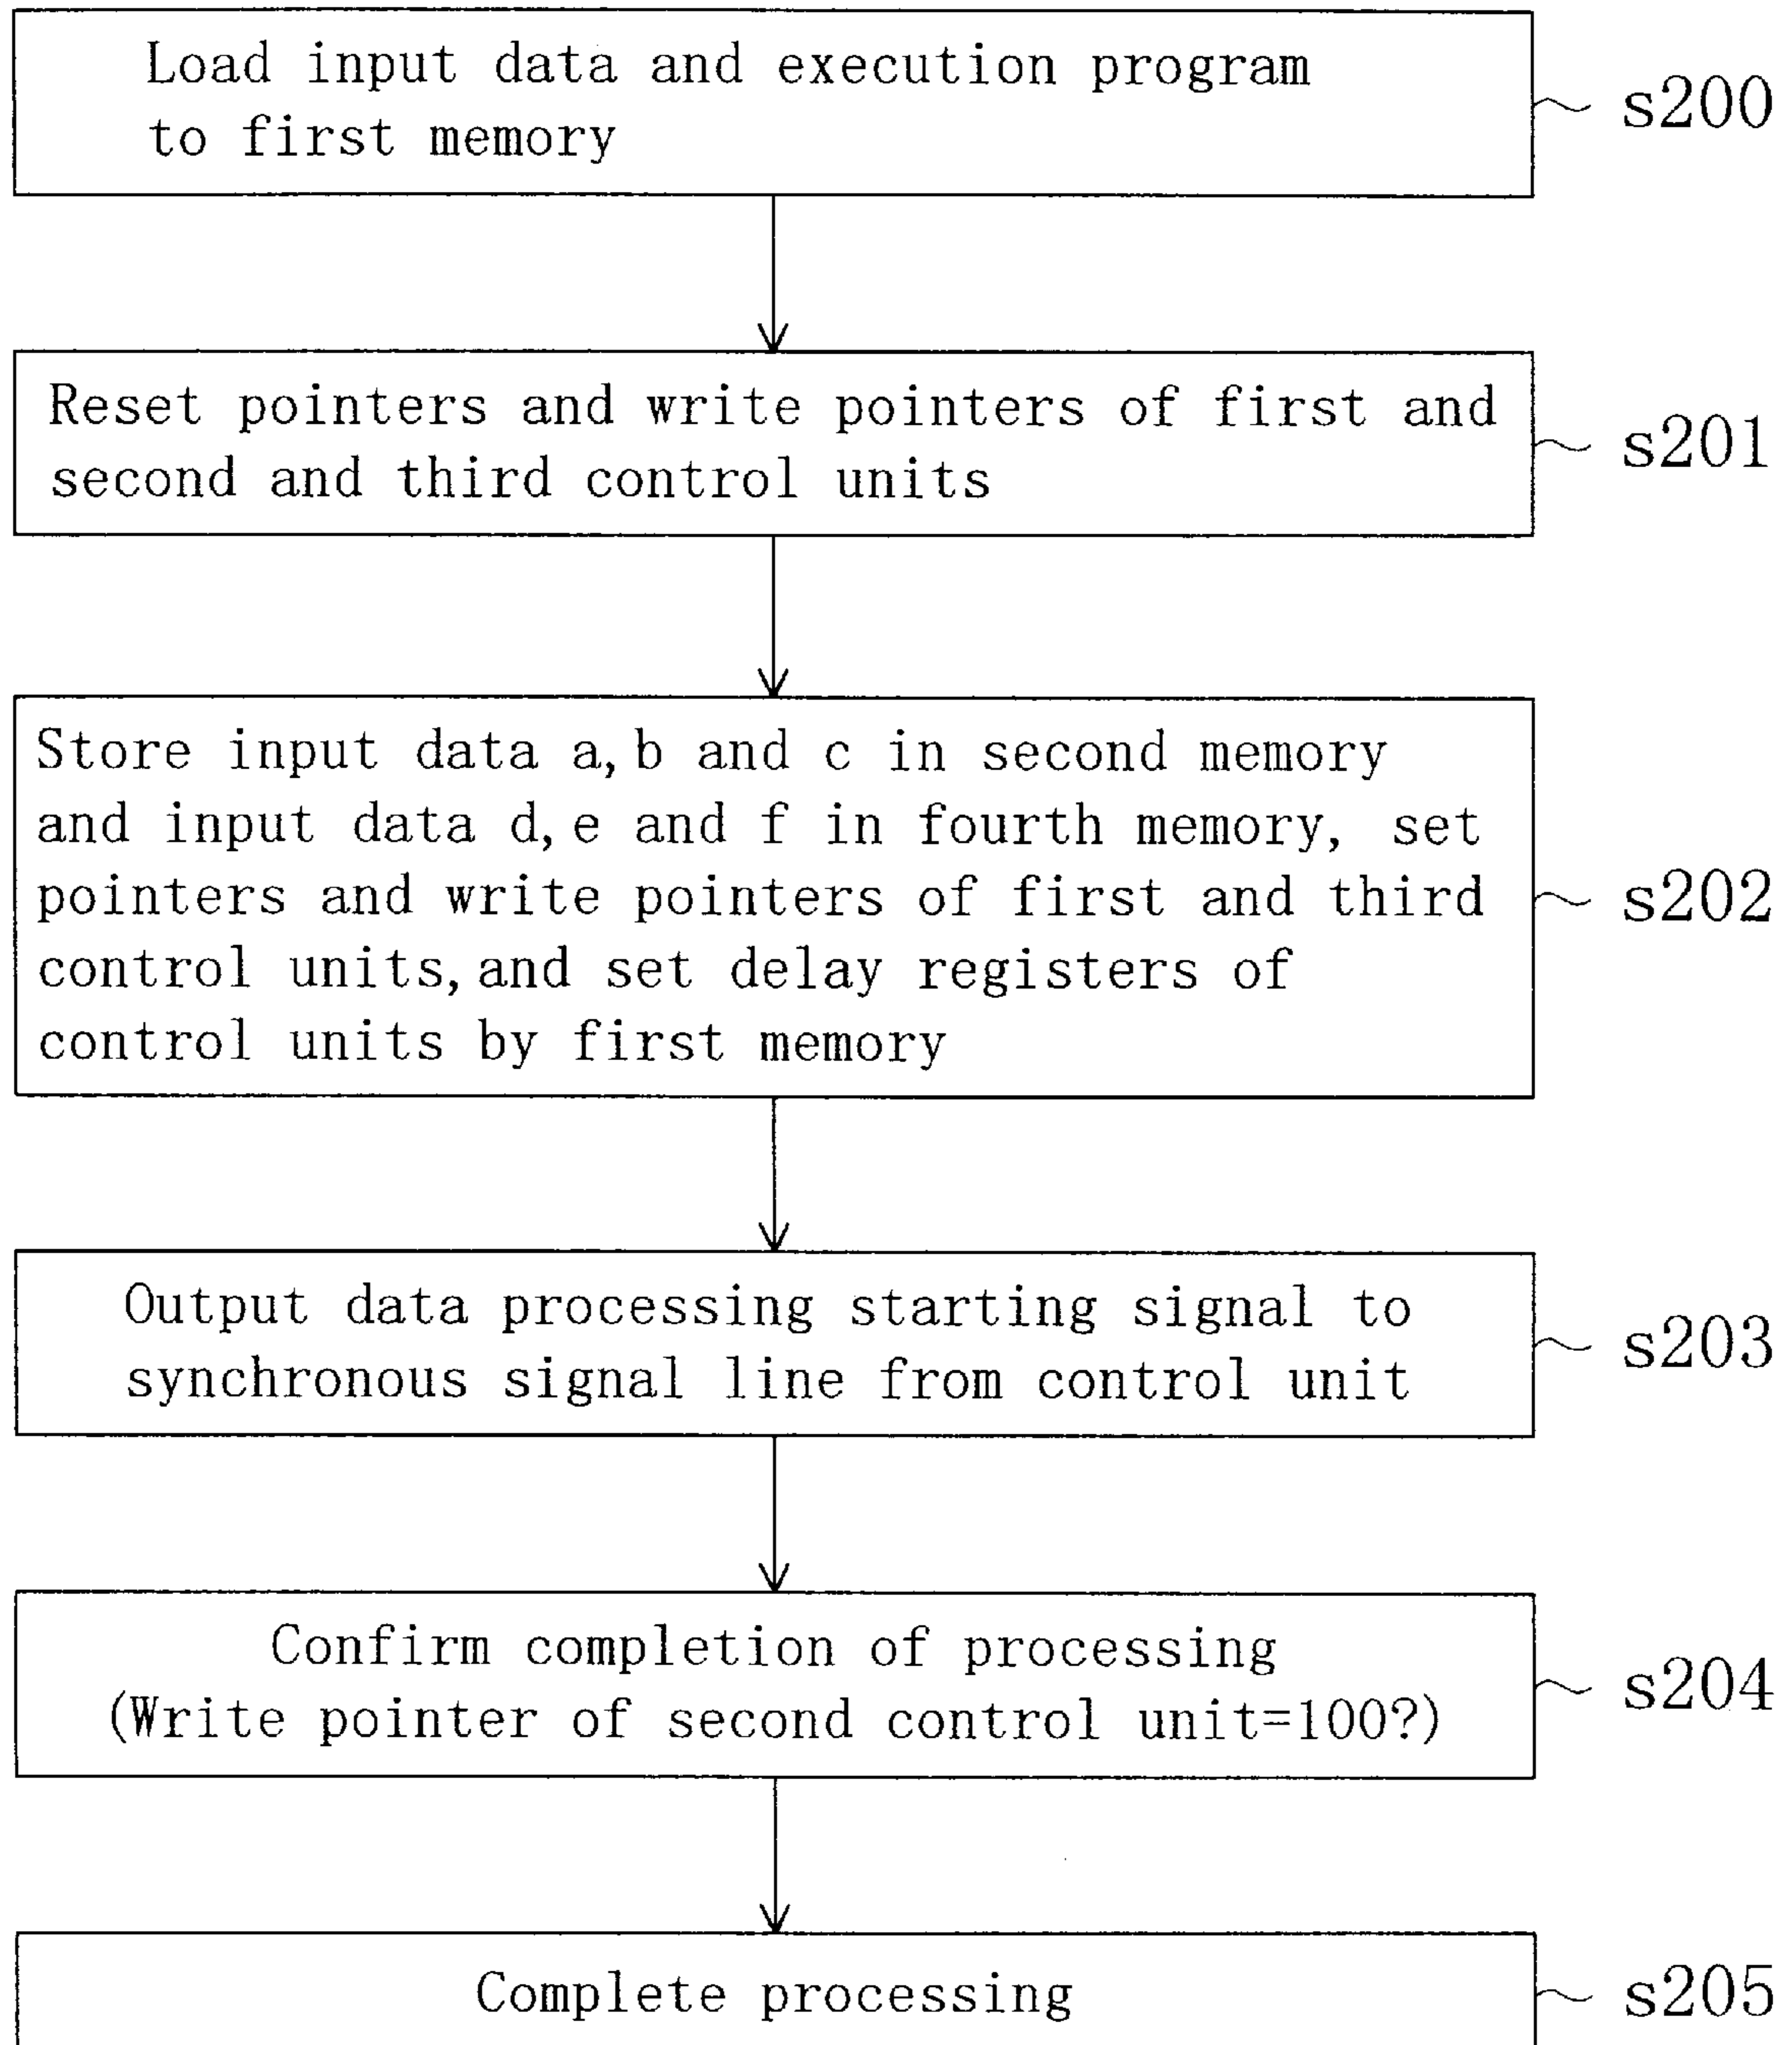 Load input data and execution program
to first memory
s200
Reset pointers and write pointers of first and
second and third control units
s201
Store input data a,b and c in second memory
and input data d,e and f in fourth memory, set
pointers and write pointers of first and third
control units,and set delay registers of
control units by first memory
s202
Output data processing starting signal to
synchronous signal line from control unit
s203
Confirm completion of processing
(Write pointer of second control unit=100?)
s204
Complete processing
s205